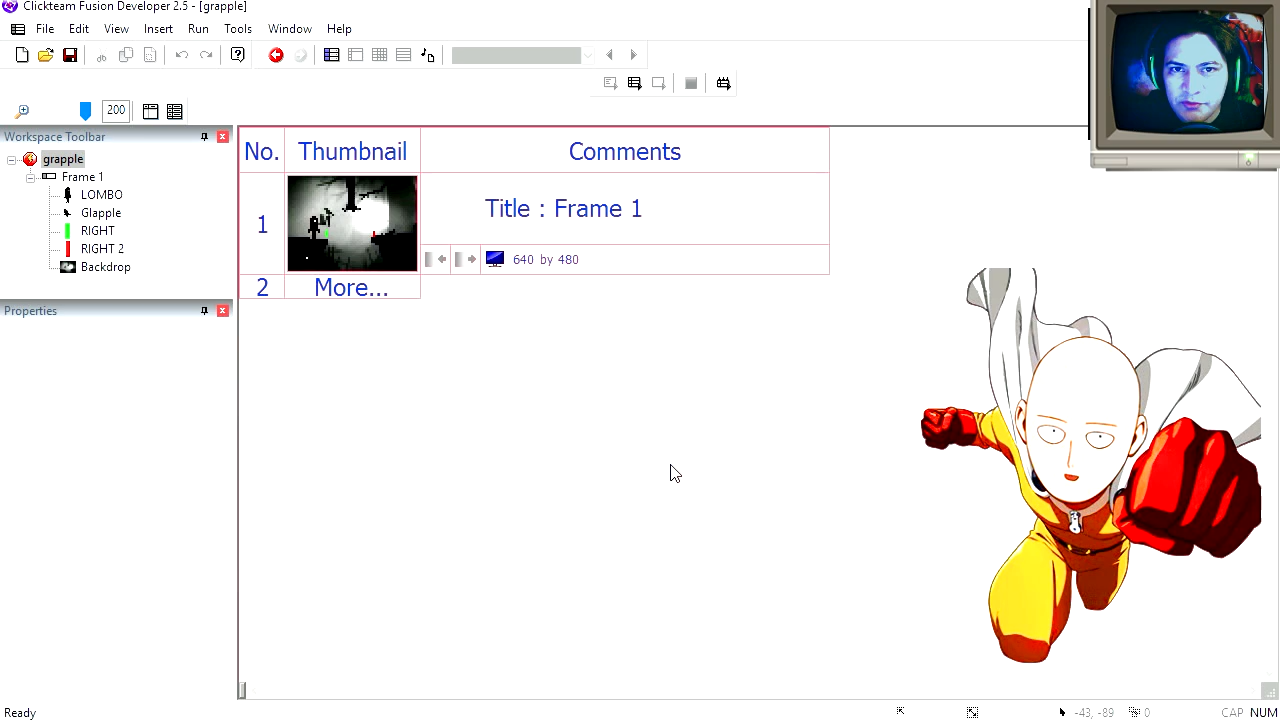 Clickteam Fusion Developer 2.5 - [grapple]
File Edit View Insert Run Tools Window Help
200
Workspace Toolbar
grapple
Frame 1
LOMBO
Glapple
RIGHT
RIGHT 2
Backdrop
Properties
No. Thumbnail Comments
1 Title : Frame 1
640 by 480
2 More...
Ready
-43, -89 0 CAP NUM